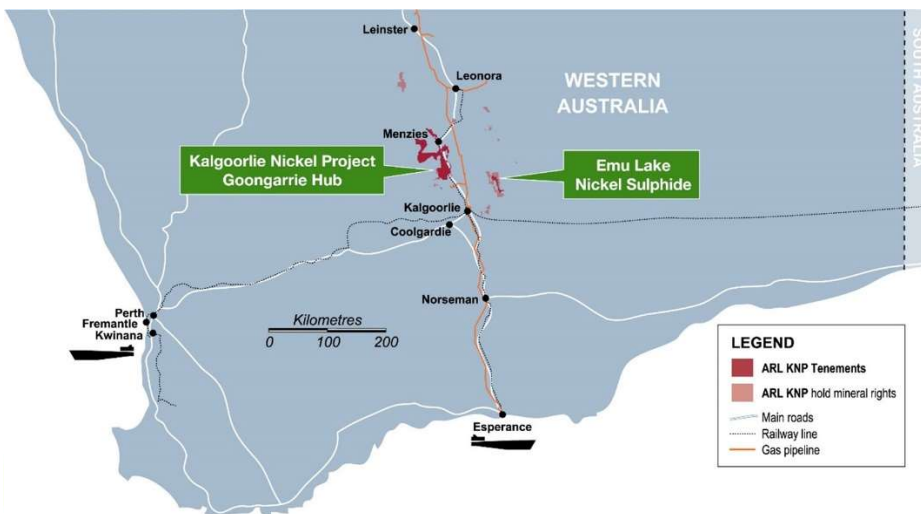 Leinster
Leonora
WESTERN
AUSTRALIA
SOUTH AUSTRALIA
Menzies
Kalgoorlie Nickel Project
Goongarrie Hub
Emu Lake
Nickel Sulphide
Kalgoorlie
Coolgardie
Norseman
Perth
Fremantle
Kwinana
Kilometres
0 100 200
Esperance
LEGEND
ARL KNP Tenements
ARL KNP hold mineral rights
Main roads
Railway line
Gas pipeline